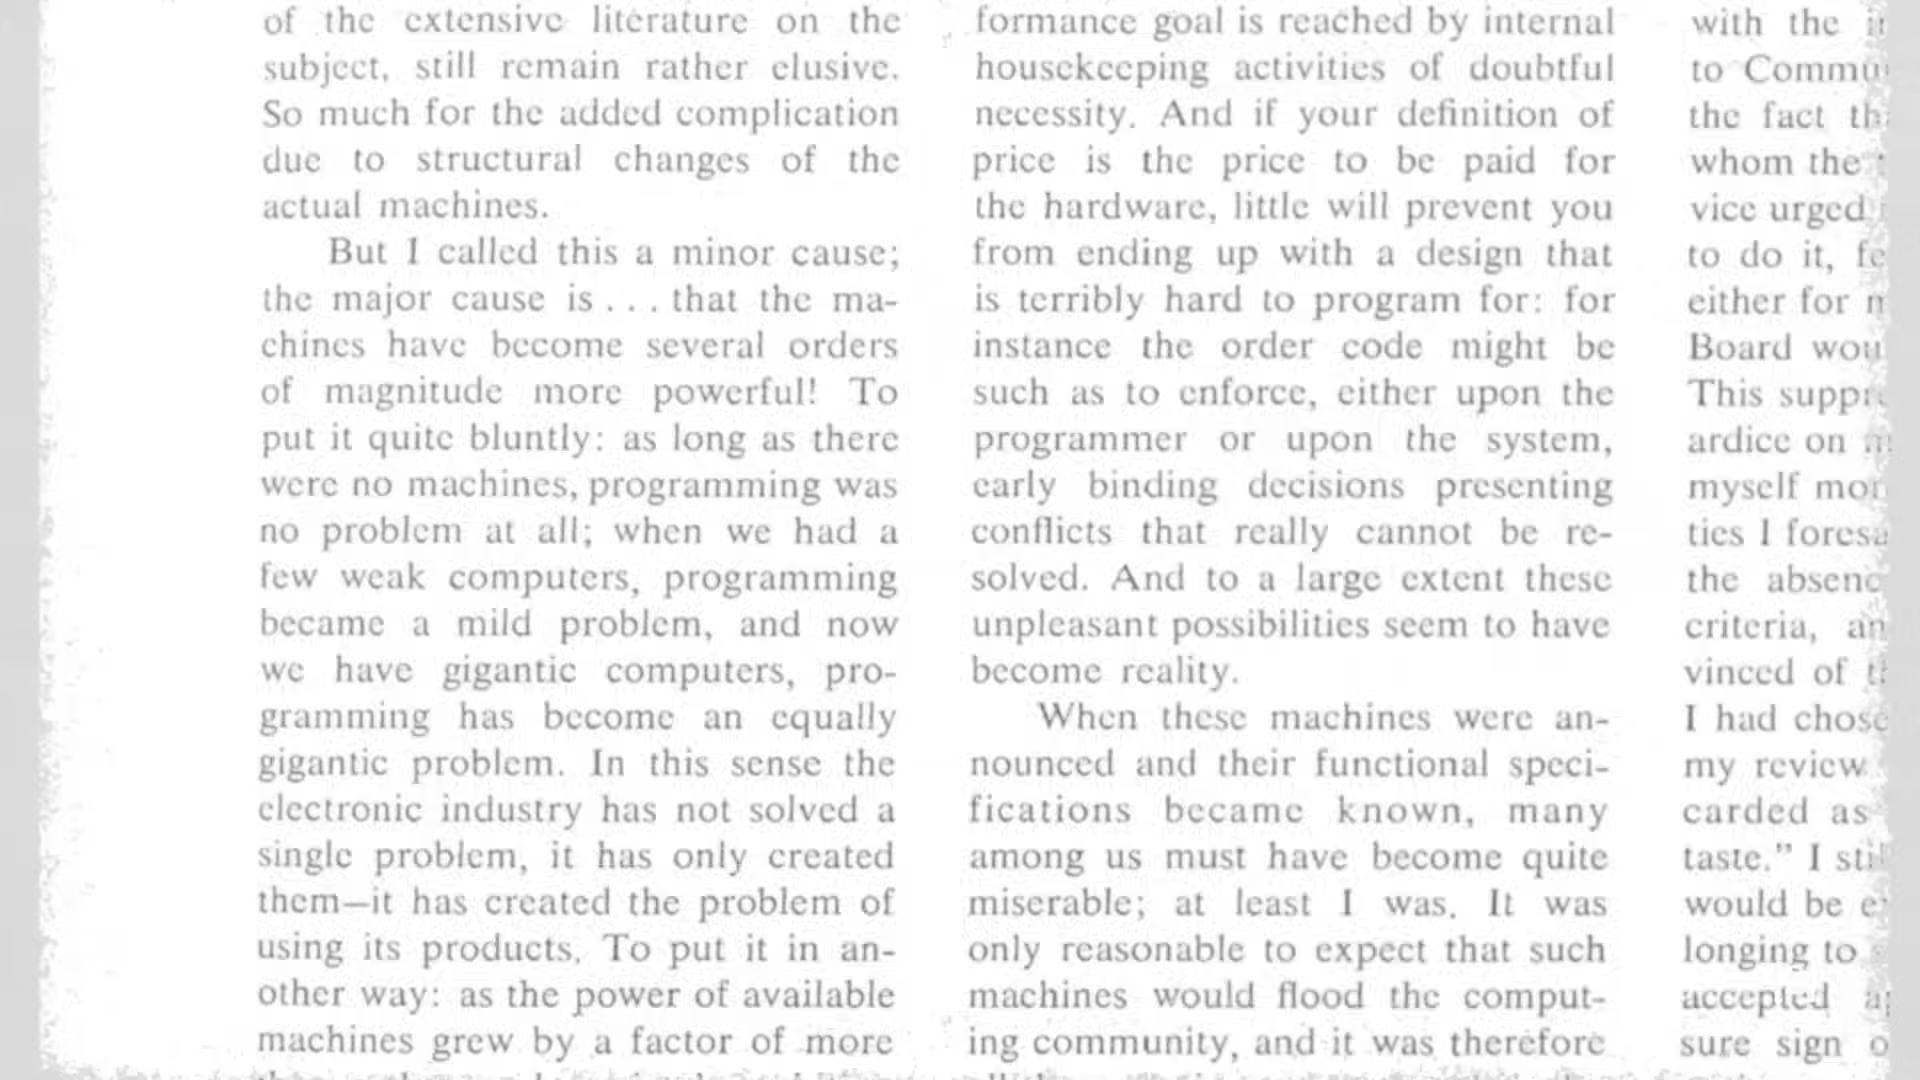 of the extensive literature on the
subject, still remain rather elusive.
So much for the added complication
due to structural changes of the
actual machines.
But I called this a minor cause;
the major cause is . . . that the ma-
chines have become several orders
of magnitude more powerful! To
put it quite bluntly: as long as there
were no machines, programming was
no problem at all; when we had a
few weak computers, programming
became a mild problem, and now
we have gigantic computers, pro-
gramming has become an equally
gigantic problem. In this sense the
electronic industry has not solved a
single problem, it has only created
them—it has created the problem of
using its products. To put it in an-
other way: as the power of available
machines grew by a factor of more
formance goal is reached by internal
housekeeping activities of doubtful
necessity. And if your definition of
price is the price to be paid for
the hardware, little will prevent you
from ending up with a design that
is terribly hard to program for: for
instance the order code might be
such as to enforce, either upon the
programmer or upon the system,
early binding decisions presenting
conflicts that really cannot be re-
solved. And to a large extent these
unpleasant possibilities seem to have
become reality.
When these machines were an-
nounced and their functional speci-
fications became known, many
among us must have become quite
miserable; at least I was. It was
only reasonable to expect that such
machines would flood the comput-
ing community, and it was therefore
with the
to
the fact
whom the
vice urged
to do it,
either for
Board
This
ardice on
myself
ties I
the
criteria,
vinced of
I had
my review
carded as
taste." I
would be
longing to
accepted
sure sign